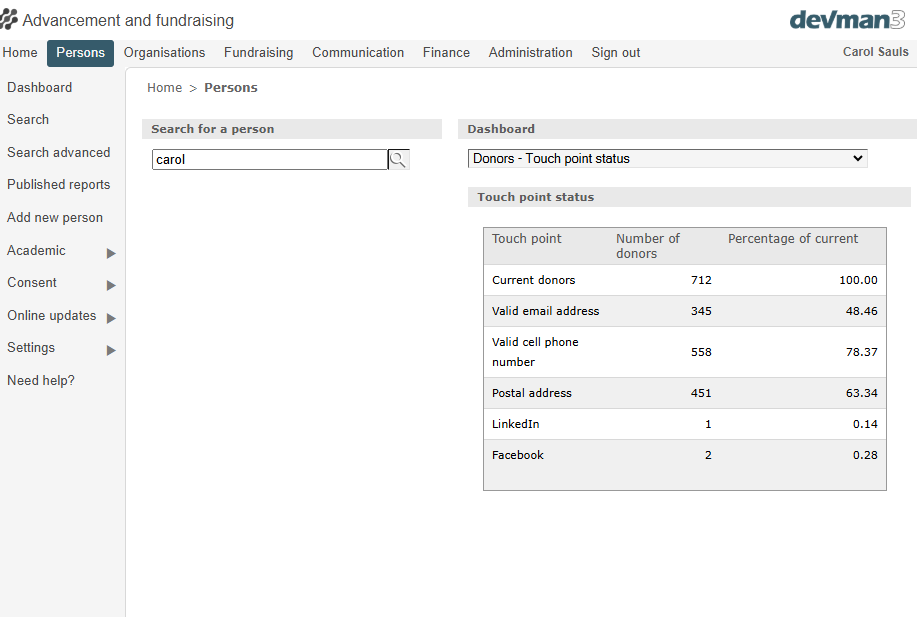 Advancement and fundraising
devman3
Home Persons Organisations Fundraising Communication Finance Administration Sign out Carol Sauls
Dashboard
Search
Search advanced
Published reports
Add new person
Academic
Consent
Online updates
Settings
Need help?
Home > Persons
Search for a person
carol
Dashboard
Donors - Touch point status
Touch point status
Touch point Number of donors Percentage of current
Current donors 712 100.00
Valid email address 345 48.46
Valid cell phone number 558 78.37
Postal address 451 63.34
LinkedIn 1 0.14
Facebook 2 0.28